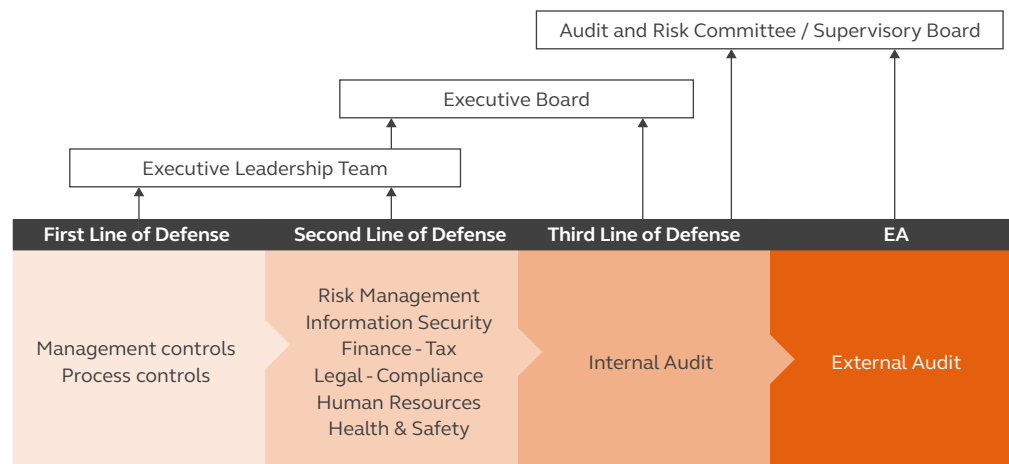 Audit and Risk Committee / Supervisory Board
Executive Board
Executive Leadership Team
First Line of Defense
Second Line of Defense
Third Line of Defense
EA
Management controls
Process controls
Risk Management
Information Security
Finance - Tax
Legal - Compliance
Human Resources
Health & Safety
Internal Audit
External Audit